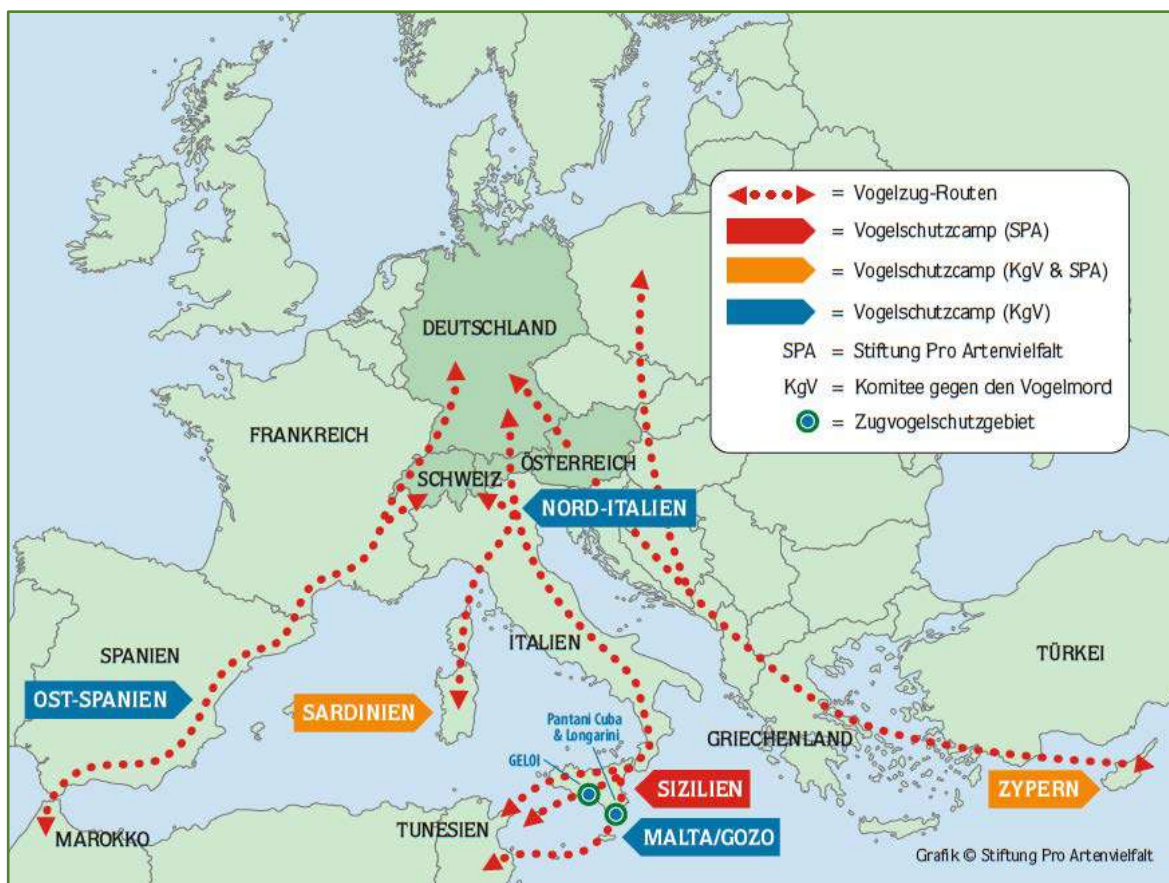 = Vogelzug-Routen
= Vogelschutzcamp (SPA)
= Vogelschutzcamp (KgV & SPA)
= Vogelschutzcamp (KgV)
SPA = Stiftung Pro Artenvielfalt
KgV = Komitee gegen den Vogelmord
= Zugvogelschutzgebiet
DEUTSCHLAND
FRANKREICH
ÖSTERREICH
SCHWEIZ
NORD-ITALIEN
ITALIEN
SPANIEN
OST-SPANIEN
SARDINIEN
TÜRKEI
Pantani Cuba
& Longarini
GELOI
GRIECHENLAND
SIZILIEN
ZYPERN
TUNESIEN
MALTA/GOZO
MAROKKO
Grafik © Stiftung Pro Artenvielfalt